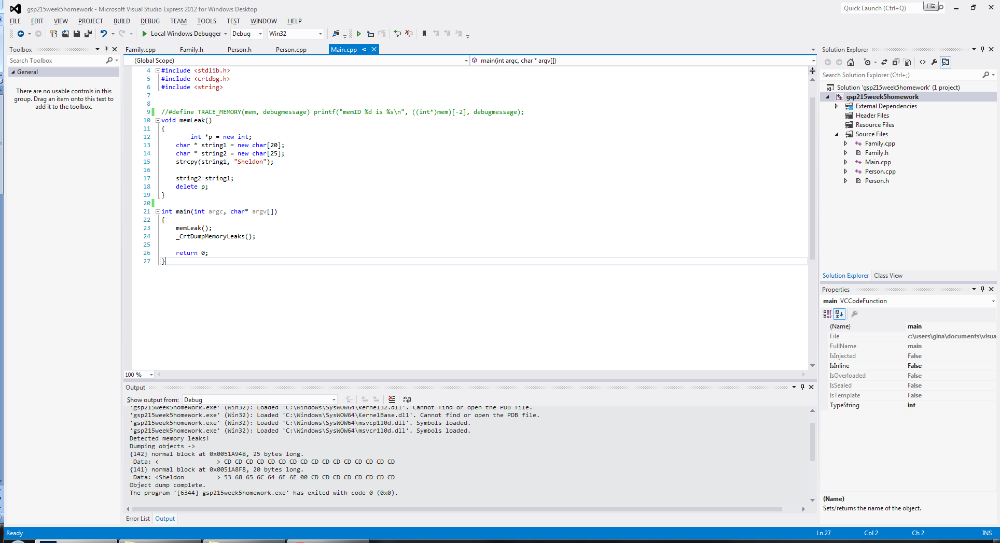 gsp215week5homework - Microsoft Visual Studio Express 2012 for Windows Desktop
Quick Launch (Ctrl+Q)
FILE EDIT VIEW PROJECT BUILD DEBUG TEAM TOOLS TEST WINDOW HELP
Local Windows Debugger Debug Win32
Toolbox
Search Toolbox
General
There are no usable controls in this
group. Drag an item onto this text to
add it to the toolbox.
Family.cpp Family.h Person.h Person.cpp Main.cpp
(Global Scope) main(int argc, char * argv[])
4 #include <stdlib.h>
5 #include <crtdbg.h>
6 #include <string>
7
8
9 //#define TRACE_MEMORY(mem, debugmessage) printf("memID %d is %s\n", ((int*)mem)[-2], debugmessage);
10 void memLeak()
11 {
12 int *p = new int;
13 char * string1 = new char[20];
14 char * string2 = new char[25];
15 strcpy(string1, "Sheldon");
16
17 string2=string1;
18 delete p;
19 }
20
21 int main(int argc, char* argv[])
22 {
23 memLeak();
24 _CrtDumpMemoryLeaks();
25
26 return 0;
27 }
100 %
Output
Show output from: Debug
'gsp215week5homework.exe' (Win32): Loaded 'C:\Windows\SysWOW64\kernel32.dll'. Cannot find or open the PDB file.
'gsp215week5homework.exe' (Win32): Loaded 'C:\Windows\SysWOW64\KernelBase.dll'. Cannot find or open the PDB file.
'gsp215week5homework.exe' (Win32): Loaded 'C:\Windows\SysWOW64\msvcp110d.dll'. Symbols loaded.
'gsp215week5homework.exe' (Win32): Loaded 'C:\Windows\SysWOW64\msvcr110d.dll'. Symbols loaded.
Detected memory leaks!
Dumping objects ->
{142} normal block at 0x0051A948, 25 bytes long.
Data: < > CD CD CD CD CD CD CD CD CD CD CD CD CD CD CD CD
{141} normal block at 0x0051A8F8, 20 bytes long.
Data: <Sheldon > 53 68 65 6C 64 6F 6E 00 CD CD CD CD CD CD CD CD
Object dump complete.
The program '[6344] gsp215week5homework.exe' has exited with code 0 (0x0).
Error List Output
Solution Explorer
Search Solution Explorer (Ctrl+;)
Solution 'gsp215week5homework' (1 project)
gsp215week5homework
External Dependencies
Header Files
Resource Files
Source Files
Family.cpp
Family.h
Main.cpp
Person.cpp
Person.h
Solution Explorer Class View
Properties
main VCCodeFunction
(Name) main
File c:\users\gina\documents\visua
FullName main
IsInjected False
IsInline False
IsOverloaded False
IsSealed False
IsTemplate False
TypeString int
(Name)
Sets/returns the name of the object.
Ready Ln 27 Col 2 Ch 2 INS